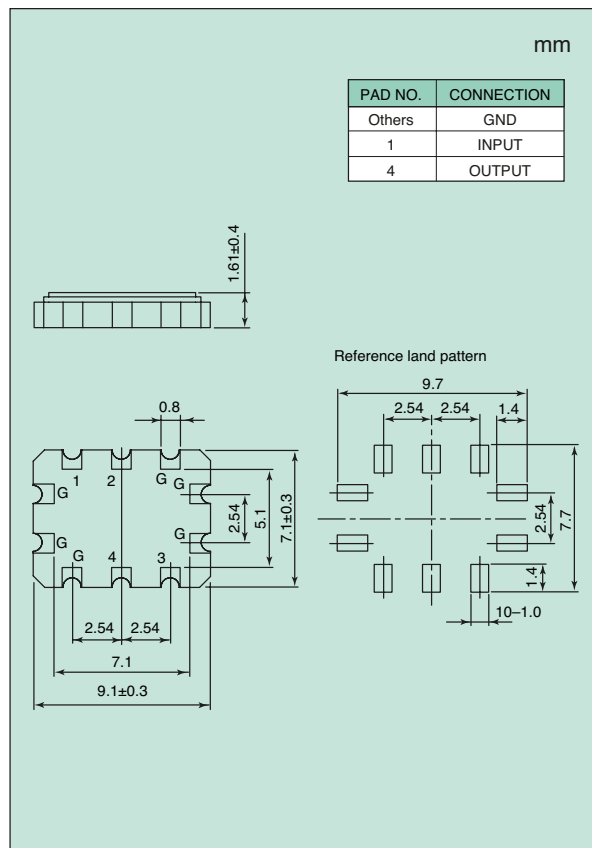 mm
PAD NO. CONNECTION
Others GND
1 INPUT
4 OUTPUT
1.61±0.4
Reference land pattern
9.7
2.54 2.54 1.4
0.8
1 2 G G
G
G G
G 4 3
2.54
5.1
7.1±0.3
2.54 2.54
7.1
9.1±0.3
2.54
7.7
1.4
10–1.0